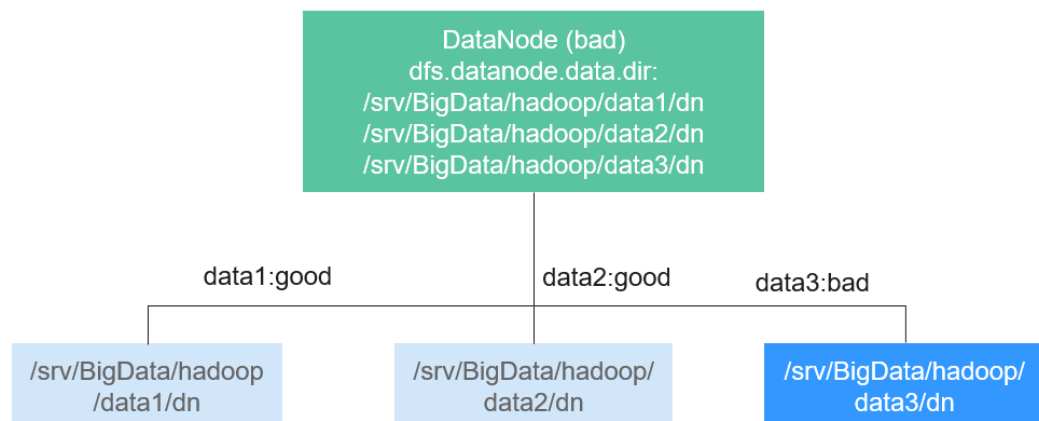 DataNode (bad)
dfs.datanode.data.dir:
/srv/BigData/hadoop/data1/dn
/srv/BigData/hadoop/data2/dn
/srv/BigData/hadoop/data3/dn
data1:good
data2:good
data3:bad
/srv/BigData/hadoop
/data1/dn
/srv/BigData/hadoop/
data2/dn
/srv/BigData/hadoop/
data3/dn